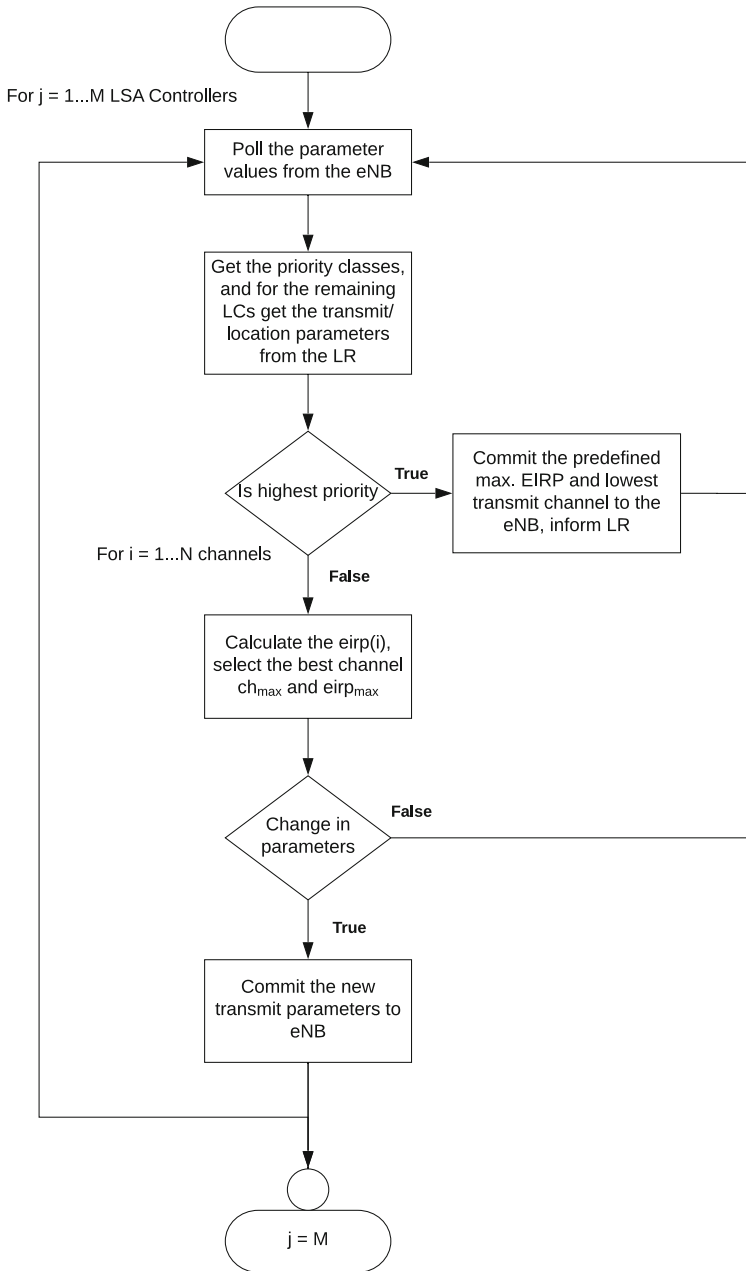 For j = 1...M LSA Controllers
Poll the parameter
values from the eNB
Get the priority classes,
and for the remaining
LCs get the transmit/
location parameters
from the LR
Is highest priority
True
Commit the predefined
max. EIRP and lowest
transmit channel to the
eNB, inform LR
For i = 1...N channels
False
Calculate the eirp(i),
select the best channel
chmax and eirpmax
Change in
parameters
False
True
Commit the new
transmit parameters to
eNB
j = M